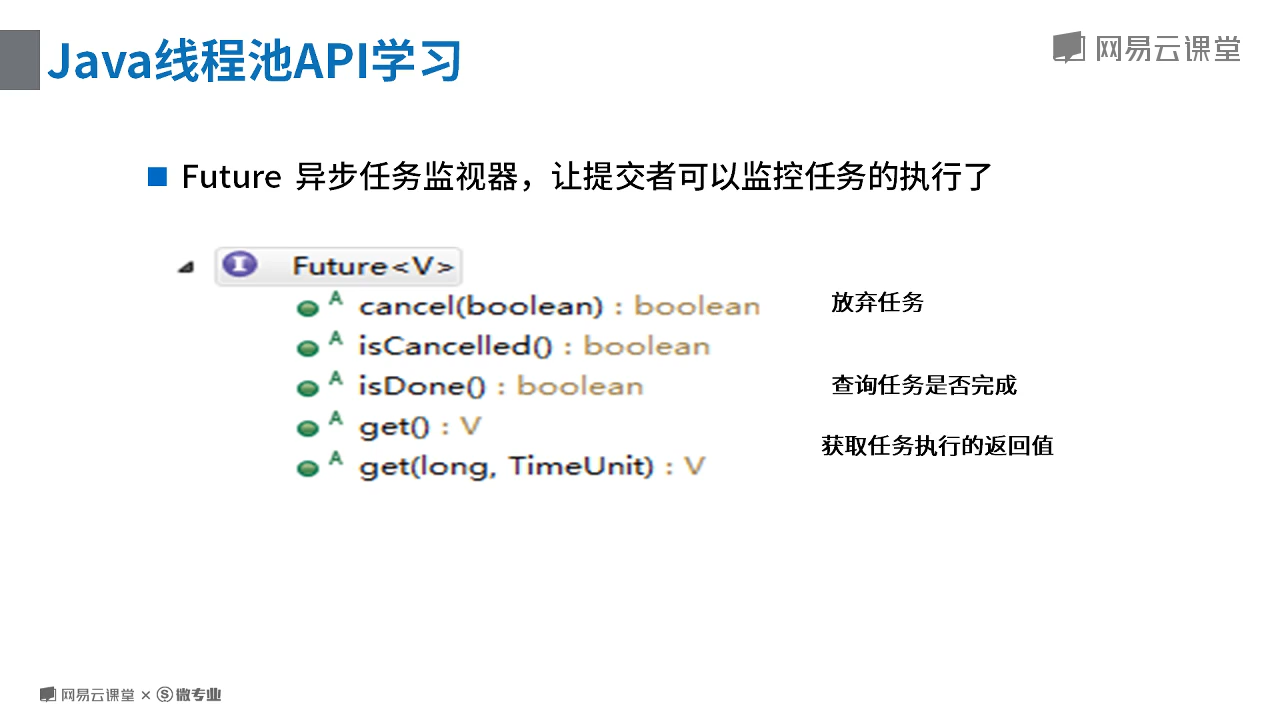 Java线程池API学习
网易云课堂
Future 异步任务监视器，让提交者可以监控任务的执行了
I Future<V>
A cancel(boolean) : boolean 放弃任务
A isCancelled() : boolean
A isDone() : boolean 查询任务是否完成
A get() : V
获取任务执行的返回值
A get(long, TimeUnit) : V
网易云课堂 × Ⓢ微专业